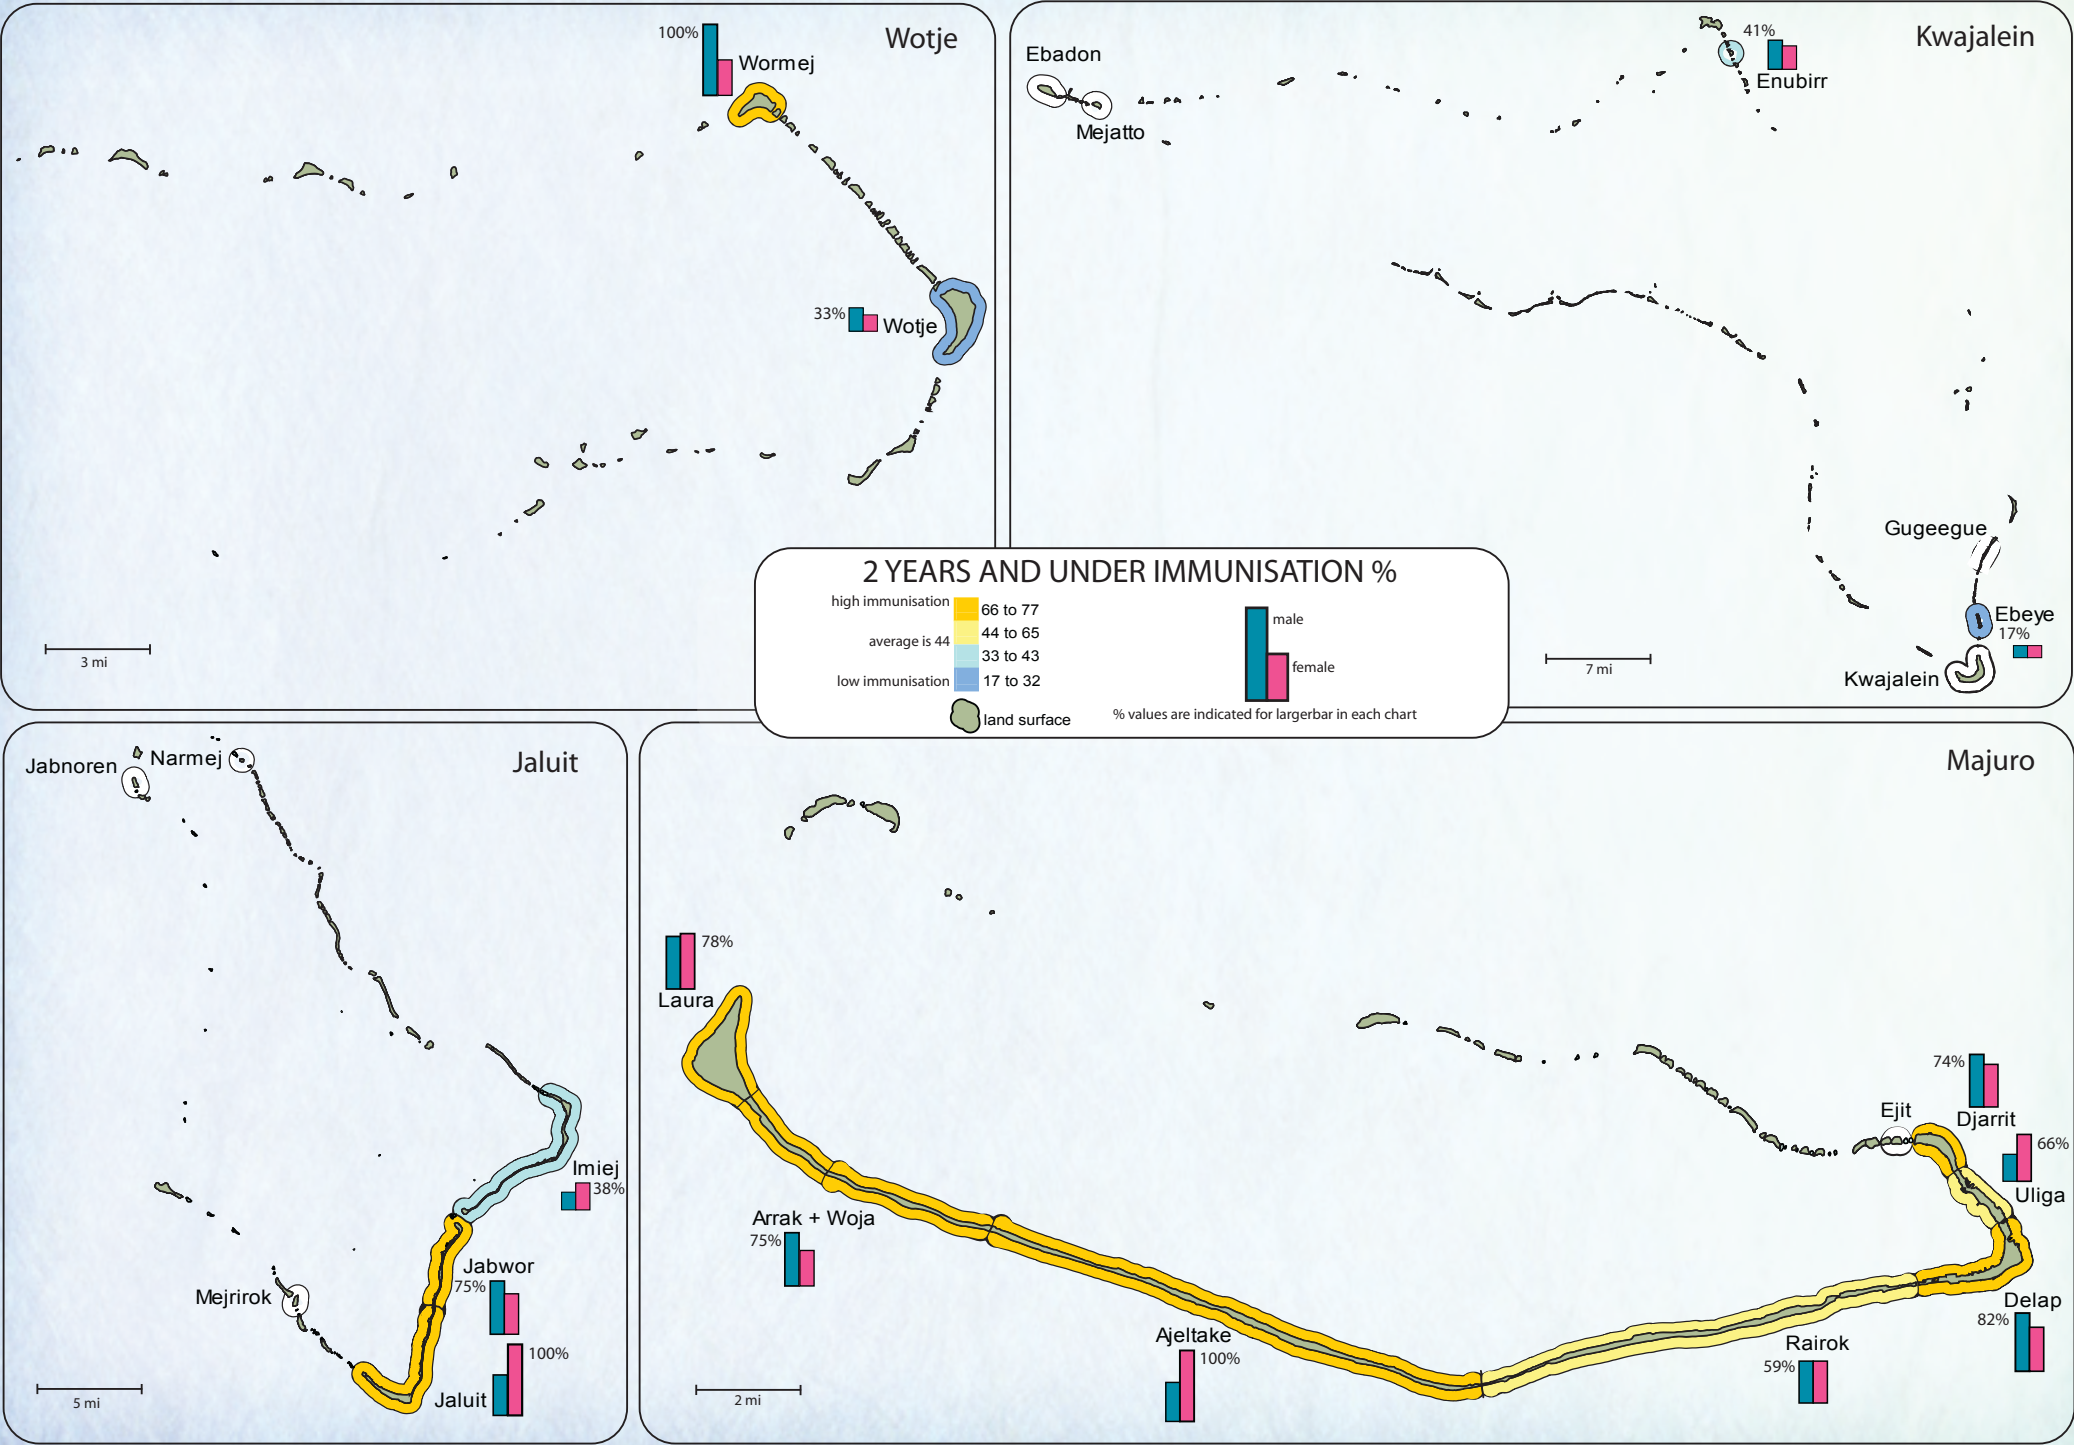 Wotje
100%
Wormej
33%
Wotje
3 mi
Kwajalein
Ebadon
Mejatto
41%
Enubirr
Gugeegue
Ebeye
17%
Kwajalein
7 mi
2 YEARS AND UNDER IMMUNISATION %
high immunisation
66 to 77
44 to 65
average is 44
33 to 43
low immunisation
17 to 32
land surface
male
female
% values are indicated for largerbar in each chart
Jaluit
Jabnoren
Narmej
Imiej
38%
Jabwor
75%
Mejrirok
100%
Jaluit
5 mi
Majuro
78%
Laura
74%
Djarrit
Ejit
66%
Uliga
Arrak + Woja
75%
Delap
82%
Ajeltake
100%
Rairok
59%
2 mi